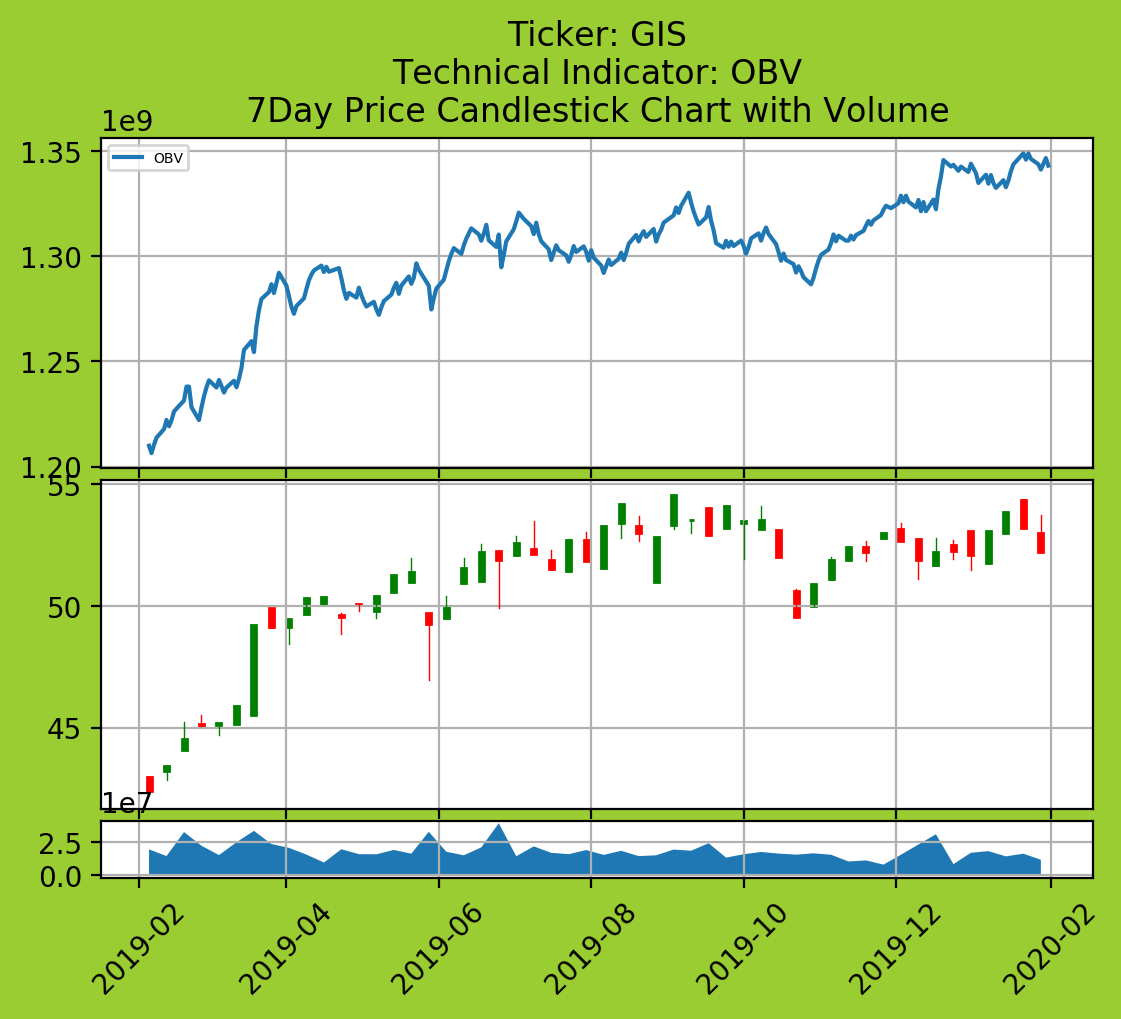 Ticker: GIS
Technical Indicator: OBV
7Day Price Candlestick Chart with Volume
1e9
OBV
1.35
1.30
1.25
1.20
55
50
45
1e7
2.5
0.0
2019-02
2019-04
2019-06
2019-08
2019-10
2019-12
2020-02